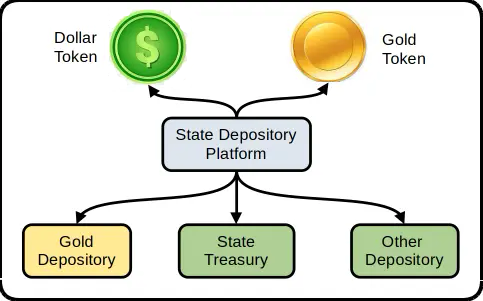 Dollar
Token
$
Gold
Token
State Depository
Platform
Gold
Depository
State
Treasury
Other
Depository